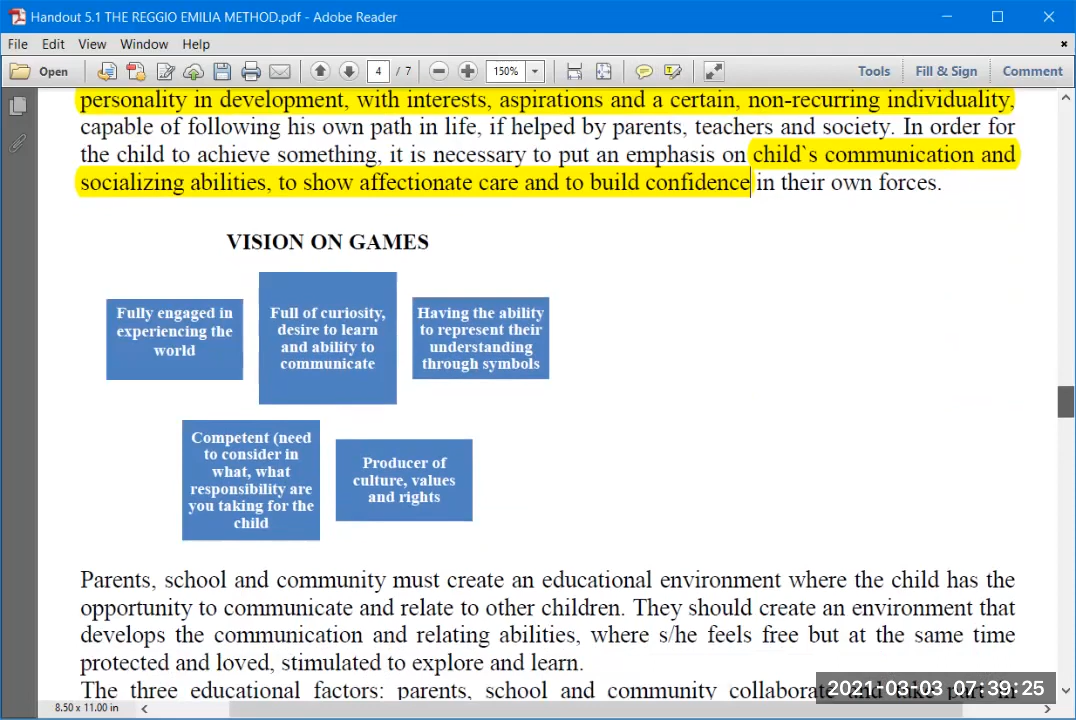 Handout 5.1 THE REGGIO EMILIA METHOD.pdf - Adobe Reader
File Edit View Window Help
Open 4 / 7 150% Tools Fill & Sign Comment
personality in development, with interests, aspirations and a certain, non-recurring individuality,
capable of following his own path in life, if helped by parents, teachers and society. In order for
the child to achieve something, it is necessary to put an emphasis on child`s communication and
socializing abilities, to show affectionate care and to build confidence in their own forces.
VISION ON GAMES
Fully engaged in
experiencing the
world
Full of curiosity,
desire to learn
and ability to
communicate
Having the ability
to represent their
understanding
through symbols
Competent (need
to consider in
what, what
responsibility are
you taking for the
child
Producer of
culture, values
and rights
Parents, school and community must create an educational environment where the child has the
opportunity to communicate and relate to other children. They should create an environment that
develops the communication and relating abilities, where s/he feels free but at the same time
protected and loved, stimulated to explore and learn.
The three educational factors: parents, school and community collaborate and take part in
2021-03-03 07:39:25
8.50 x 11.00 in